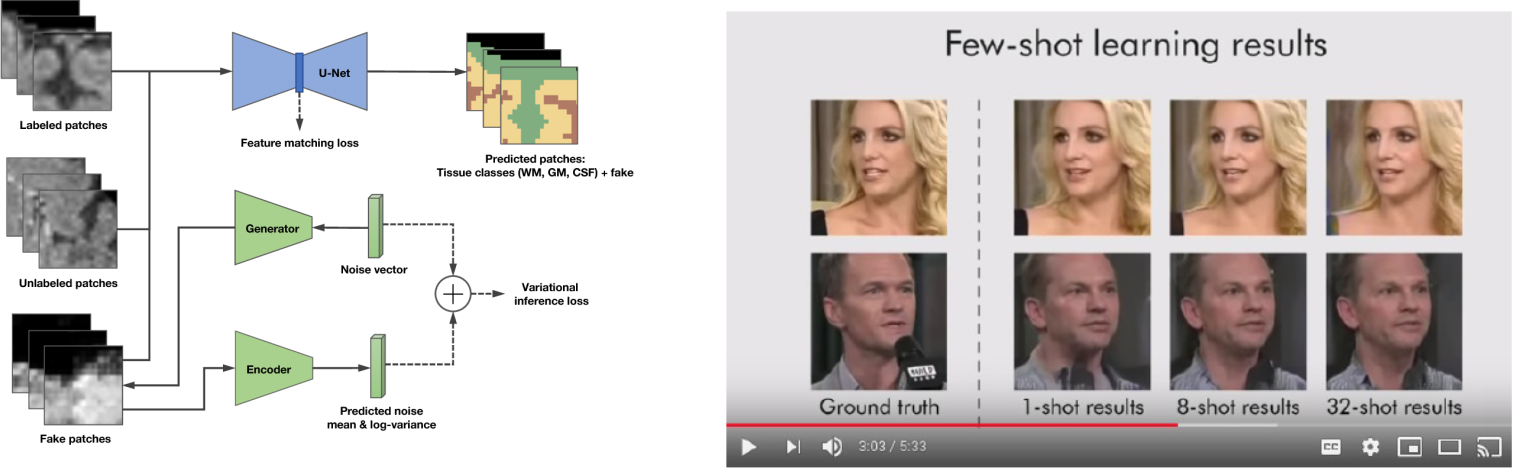 Labeled patches
U-Net
Feature matching loss
Predicted patches:
Tissue classes (WM, GM, CSF) + fake
Unlabeled patches
Generator
Noise vector
Variational
inference loss
Encoder
Predicted noise
mean & log-variance
Fake patches
Few-shot learning results
Ground truth
1-shot results
8-shot results
32-shot results
3:03 / 5:33
CC